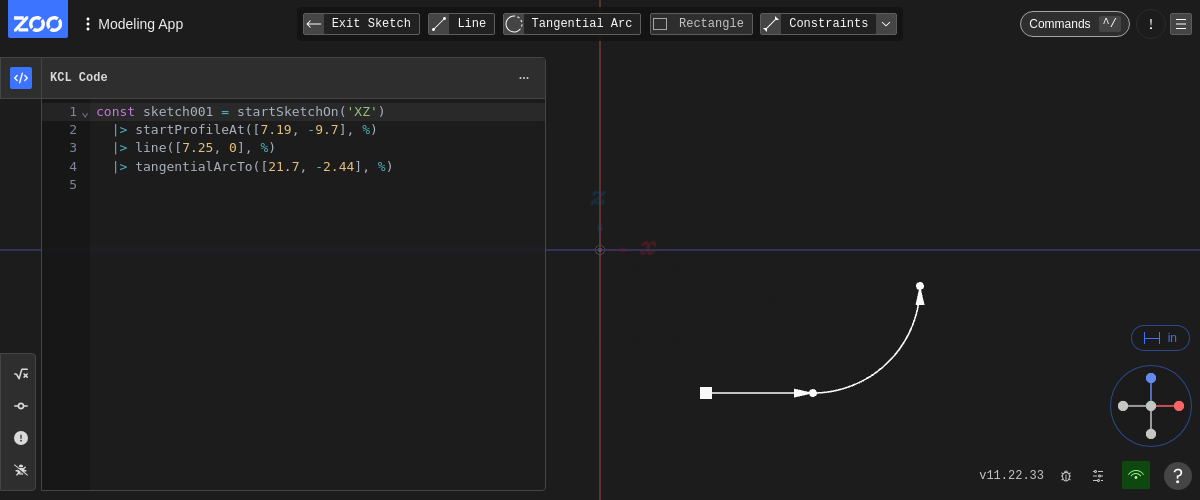 ZOO Modeling App Exit Sketch Line Tangential Arc Rectangle Constraints Commands ^/ !
KCL Code ...
1 const sketch001 = startSketchOn('XZ')
2 |> startProfileAt([7.19, -9.7], %)
3 |> line([7.25, 0], %)
4 |> tangentialArcTo([21.7, -2.44], %)
5
z
x
in
v11.22.33 ?